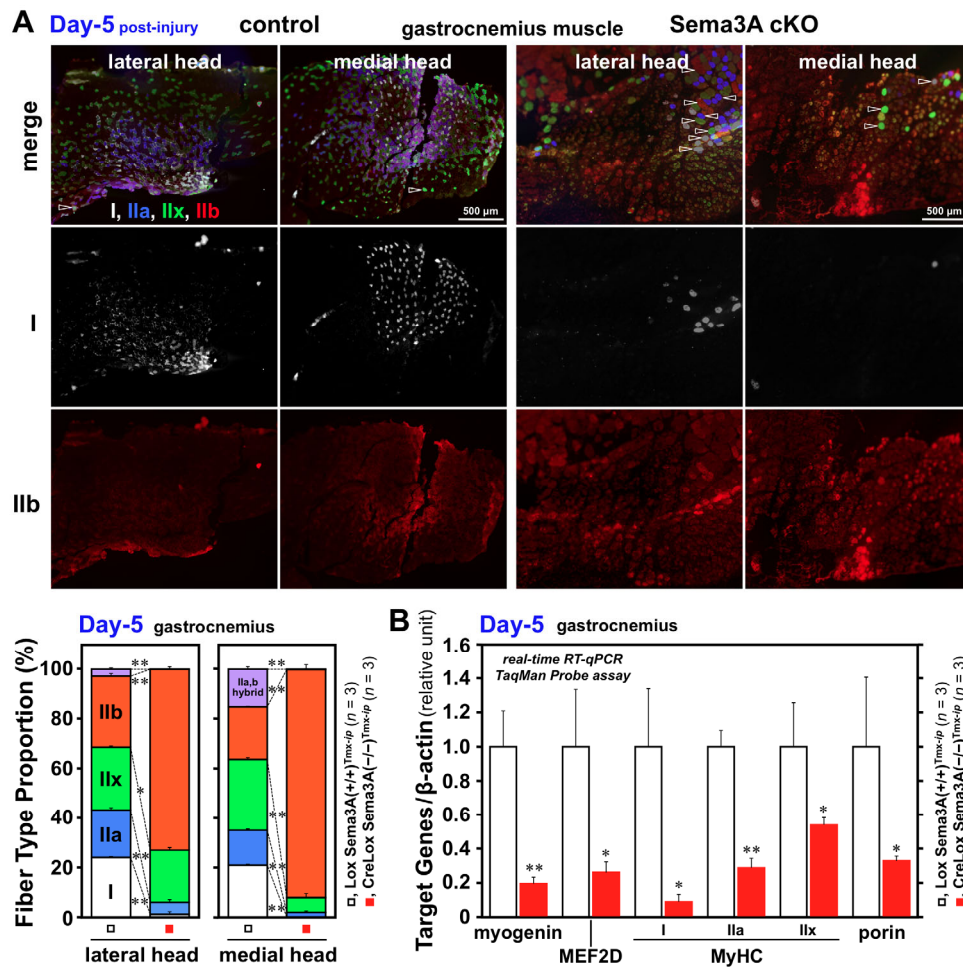 A Day-5 post-injury control gastrocnemius muscle Sema3A cKO
lateral head medial head lateral head medial head
merge
I, IIa, IIx, IIb
500 µm 500 µm
I
IIb
Day-5 gastrocnemius
Fiber Type Proportion (%)
100
80
60
40
20
0
IIb
IIx
IIa
I
IIa,b
hybrid
** ** * ** **
** ** ** ** **
lateral head medial head
□, Lox Sema3A(+/+)Tmx-ip (n = 3)
■, CreLox Sema3A(−/−)Tmx-ip (n = 3)
B Day-5 gastrocnemius
real-time RT-qPCR
TaqMan Probe assay
Target Genes/β-actin (relative unit)
1.6
1.4
1.2
1.0
0.8
0.6
0.4
0.2
0
** * * ** * *
myogenin I IIa IIx porin
MEF2D MyHC
□, Lox Sema3A(+/+)Tmx-ip (n = 3)
■, CreLox Sema3A(−/−)Tmx-ip (n = 3)